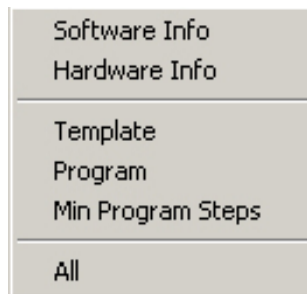 Software Info
Hardware Info
Template
Program
Min Program Steps
All